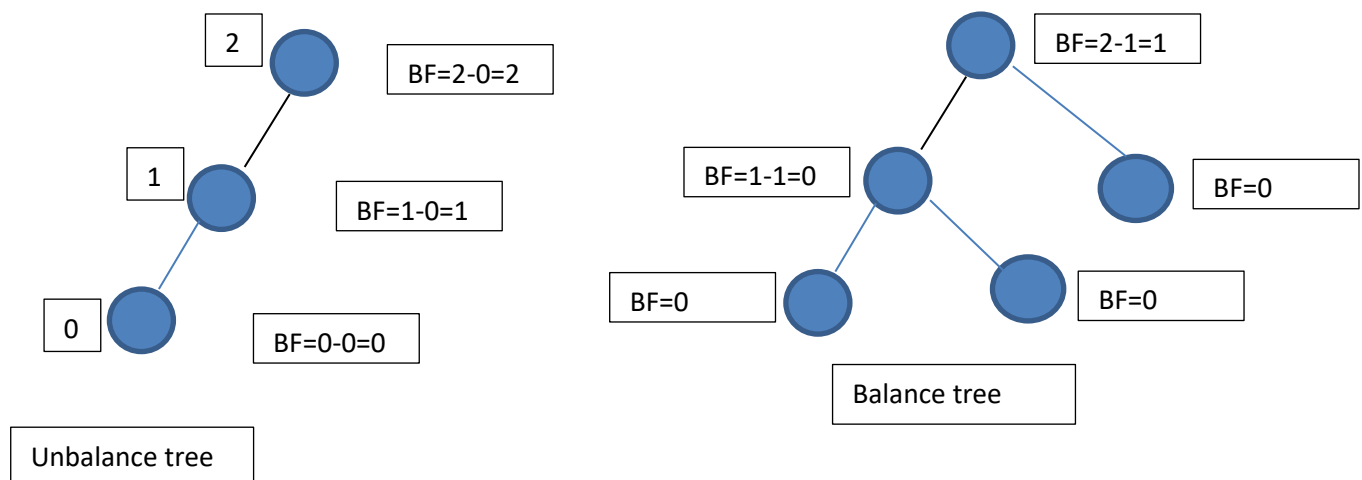 2
BF=2-0=2
1
BF=1-0=1
0
BF=0-0=0
Unbalance tree
BF=2-1=1
BF=1-1=0
BF=0
BF=0
BF=0
Balance tree